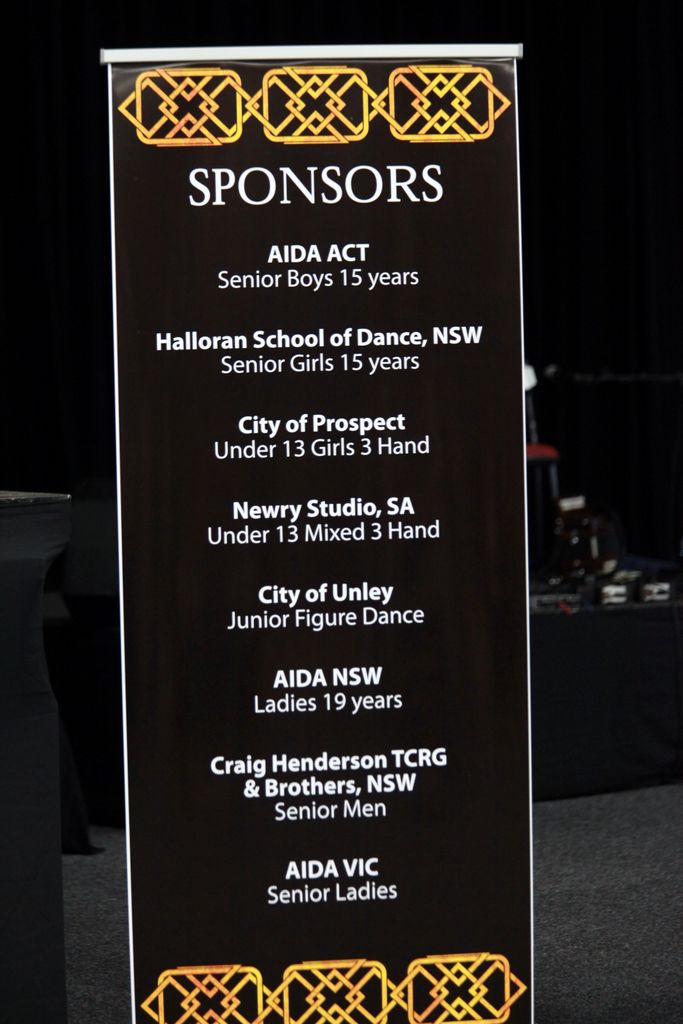 SPONSORS
AIDA ACT
Senior Boys 15 years
Halloran School of Dance, NSW
Senior Girls 15 years
City of Prospect
Under 13 Girls 3 Hand
Newry Studio, SA
Under 13 Mixed 3 Hand
City of Unley
Junior Figure Dance
AIDA NSW
Ladies 19 years
Craig Henderson TCRG
& Brothers, NSW
Senior Men
AIDA VIC
Senior Ladies